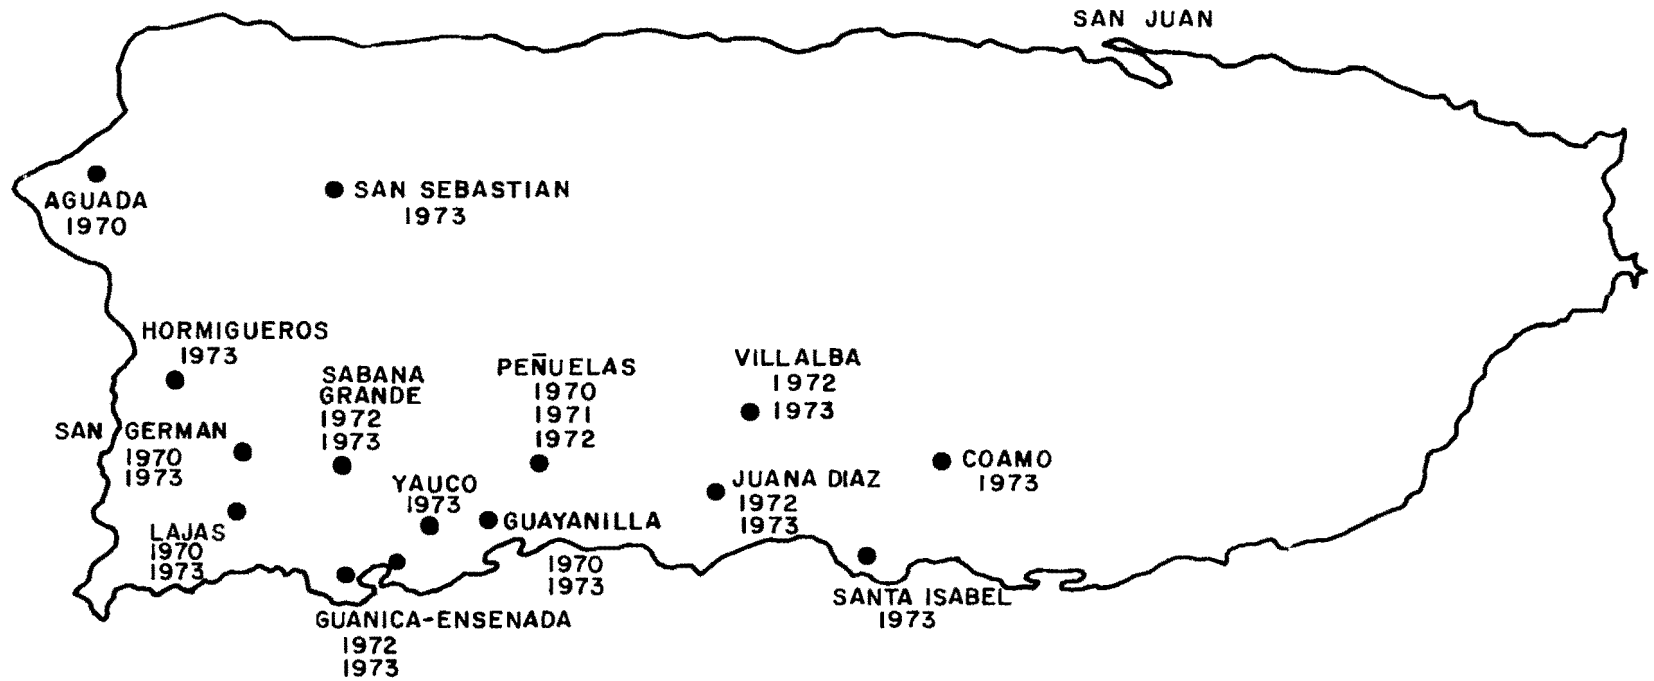 SAN JUAN
AGUADA
1970
SAN SEBASTIAN
1973
HORMIGUEROS
1973
SABANA
GRANDE
1972
1973
PEÑUELAS
1970
1971
1972
VILLALBA
1972
1973
SAN GERMAN
1970
1973
YAUCO
1973
COAMO
1973
JUANA DIAZ
1972
1973
LAJAS
1970
1973
GUAYANILLA
1970
1973
SANTA ISABEL
1973
GUANICA-ENSENADA
1972
1973